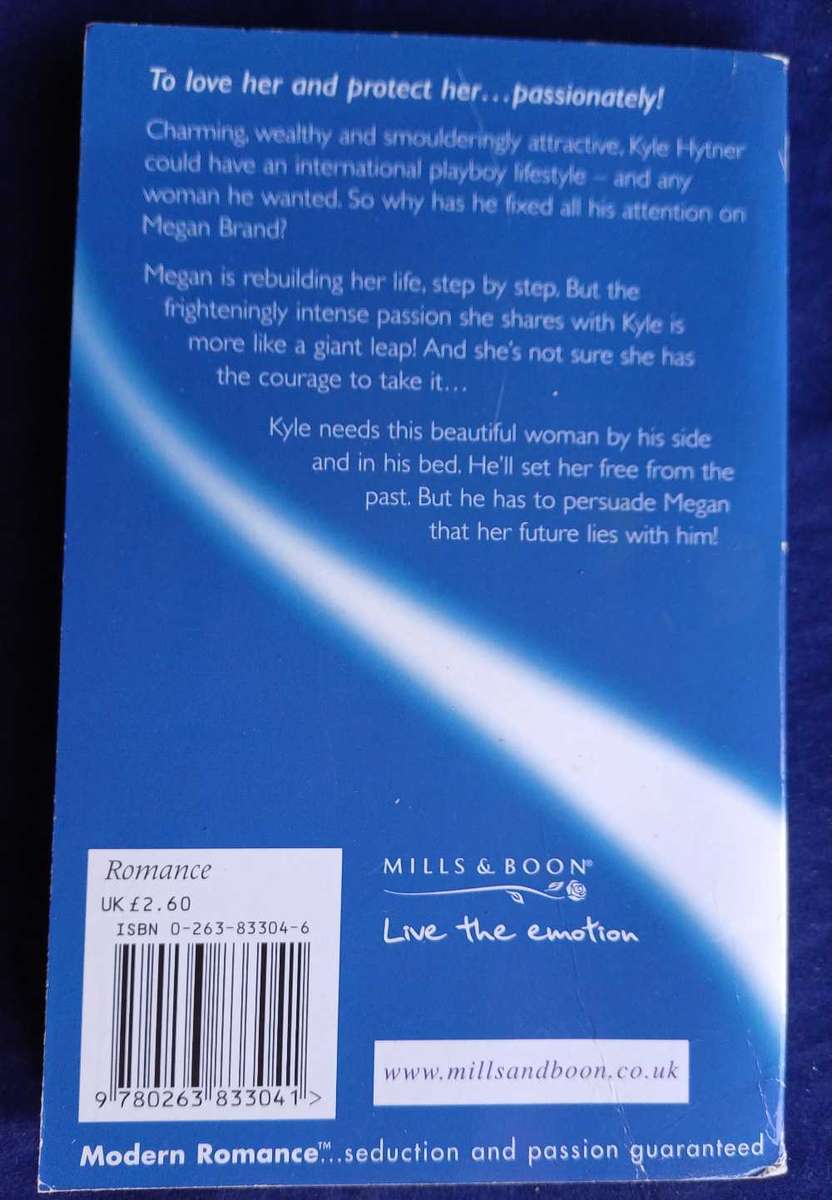 To love her and protect her...passionately!
Charming, wealthy and smoulderingly attractive, Kyle Hytner
could have an international playboy lifestyle – and any
woman he wanted. So why has he fixed all his attention on
Megan Brand?
Megan is rebuilding her life, step by step. But the
frighteningly intense passion she shares with Kyle is
more like a giant leap! And she's not sure she has
the courage to take it...
Kyle needs this beautiful woman by his side
and in his bed. He'll set her free from the
past. But he has to persuade Megan
that her future lies with him!
Romance
UK £2.60
ISBN 0-263-83304-6
9 780263 833041 >
MILLS & BOON®
Live the emotion
www.millsandboon.co.uk
Modern Romance™...seduction and passion guaranteed